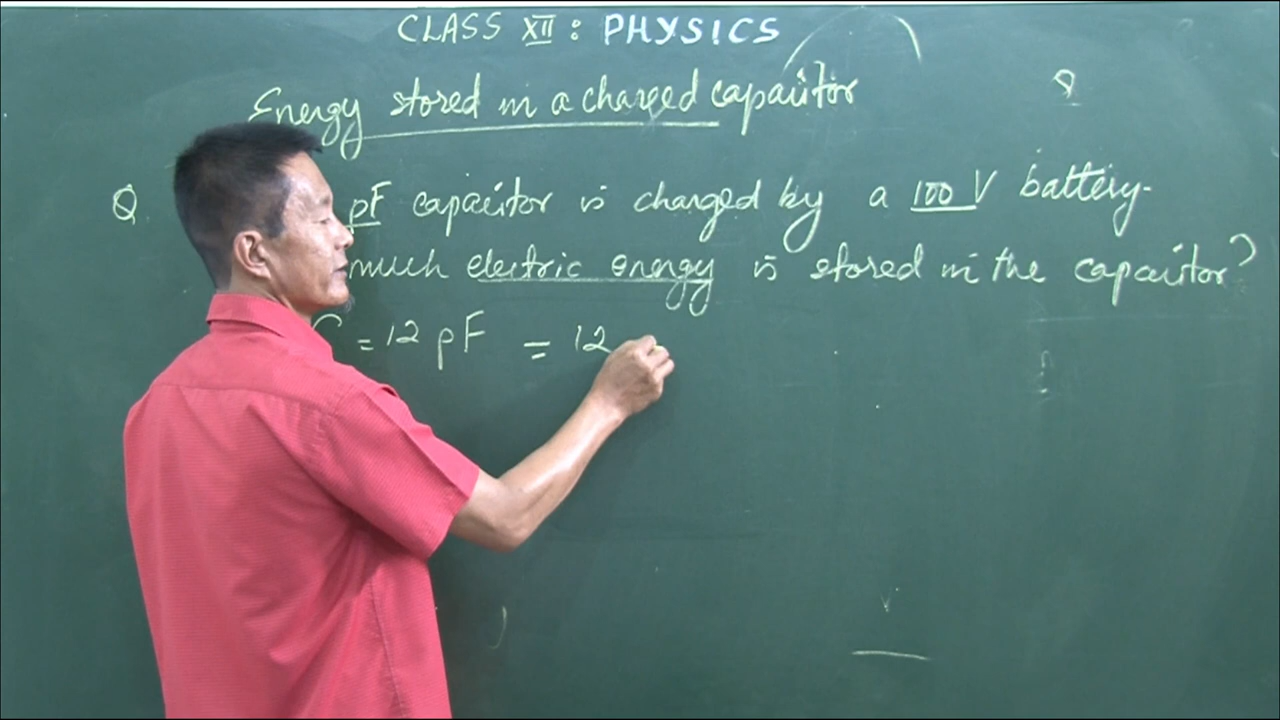 CLASS XII : PHYSICS
Energy stored in a charged capacitor
Q
Q pF capacitor is charged by a 100 V battery.
much electric energy is stored in the capacitor?
C = 12 pF = 12